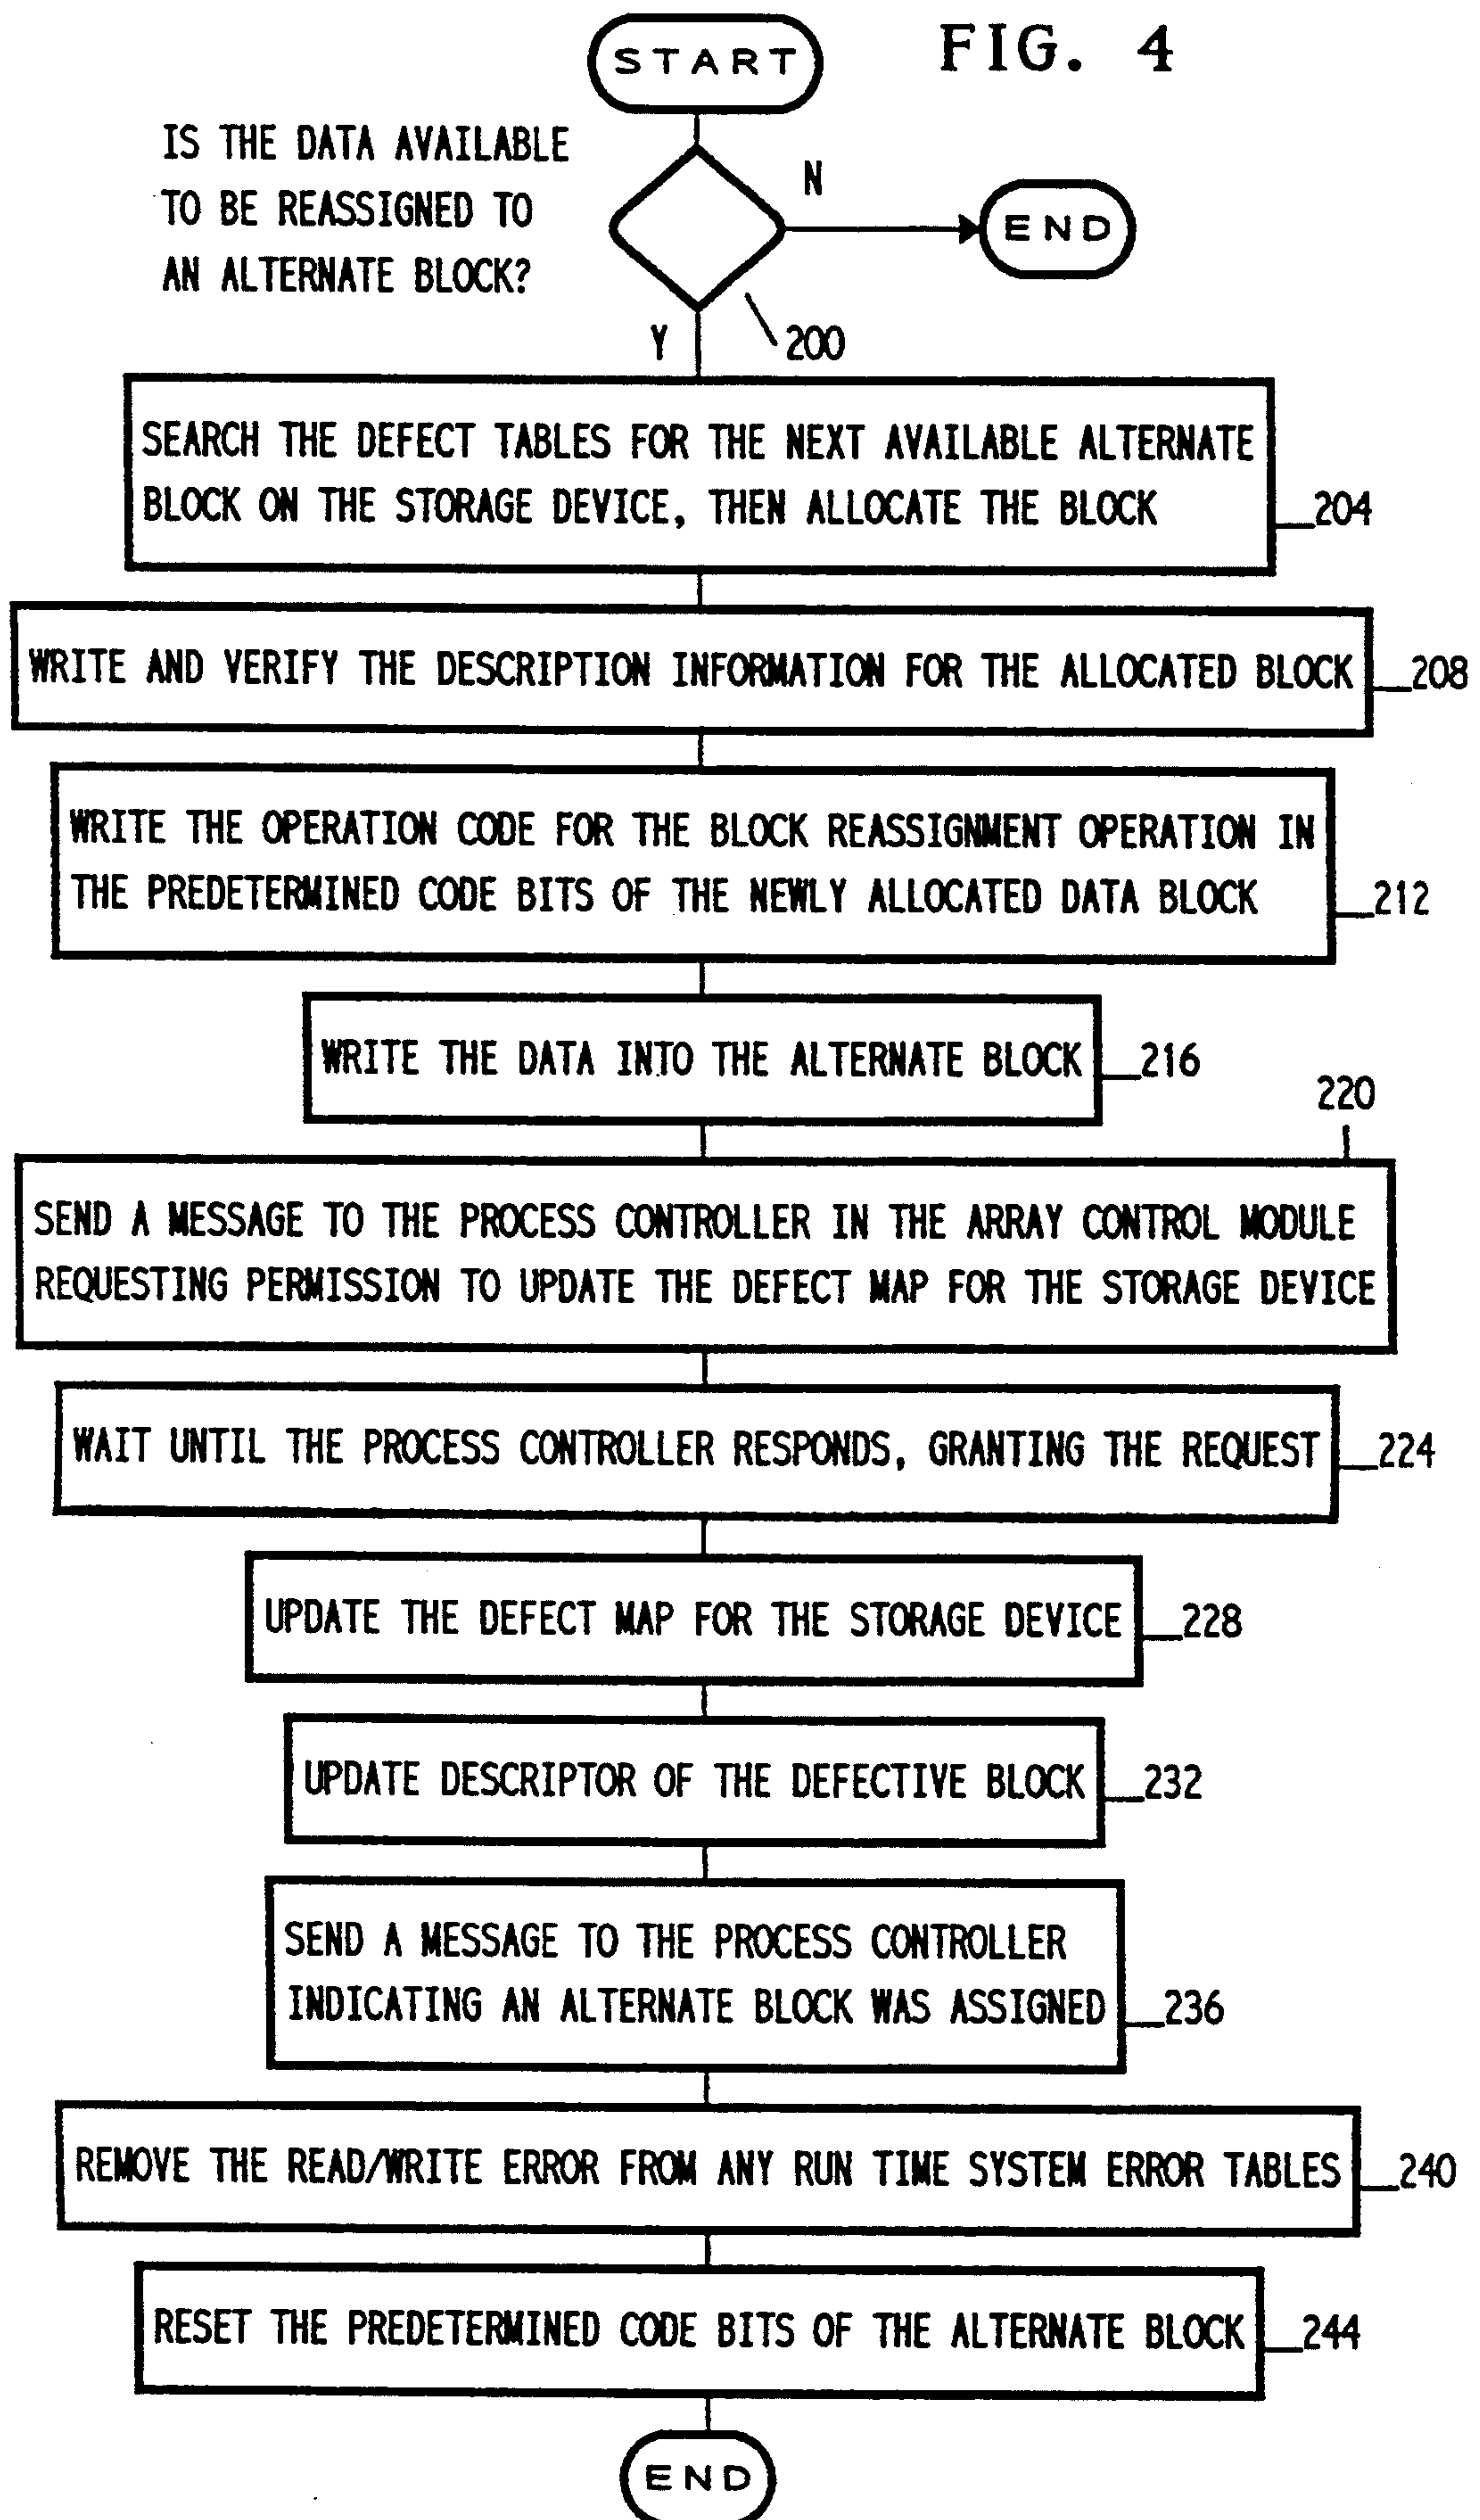 FIG. 4
START
IS THE DATA AVAILABLE
TO BE REASSIGNED TO
AN ALTERNATE BLOCK?
N
END
Y
200
SEARCH THE DEFECT TABLES FOR THE NEXT AVAILABLE ALTERNATE
BLOCK ON THE STORAGE DEVICE, THEN ALLOCATE THE BLOCK
204
WRITE AND VERIFY THE DESCRIPTION INFORMATION FOR THE ALLOCATED BLOCK
208
WRITE THE OPERATION CODE FOR THE BLOCK REASSIGNMENT OPERATION IN
THE PREDETERMINED CODE BITS OF THE NEWLY ALLOCATED DATA BLOCK
212
WRITE THE DATA INTO THE ALTERNATE BLOCK
216
220
SEND A MESSAGE TO THE PROCESS CONTROLLER IN THE ARRAY CONTROL MODULE
REQUESTING PERMISSION TO UPDATE THE DEFECT MAP FOR THE STORAGE DEVICE
WAIT UNTIL THE PROCESS CONTROLLER RESPONDS, GRANTING THE REQUEST
224
UPDATE THE DEFECT MAP FOR THE STORAGE DEVICE
228
UPDATE DESCRIPTOR OF THE DEFECTIVE BLOCK
232
SEND A MESSAGE TO THE PROCESS CONTROLLER
INDICATING AN ALTERNATE BLOCK WAS ASSIGNED
236
REMOVE THE READ/WRITE ERROR FROM ANY RUN TIME SYSTEM ERROR TABLES
240
RESET THE PREDETERMINED CODE BITS OF THE ALTERNATE BLOCK
244
END